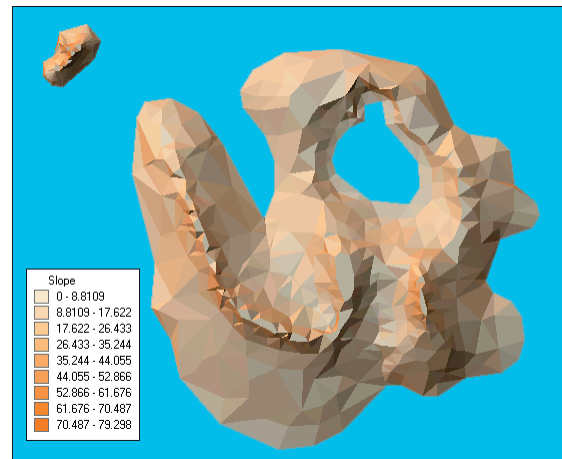 Slope
0 - 8.8109
8.8109 - 17.622
17.622 - 26.433
26.433 - 35.244
35.244 - 44.055
44.055 - 52.866
52.866 - 61.676
61.676 - 70.487
70.487 - 79.298